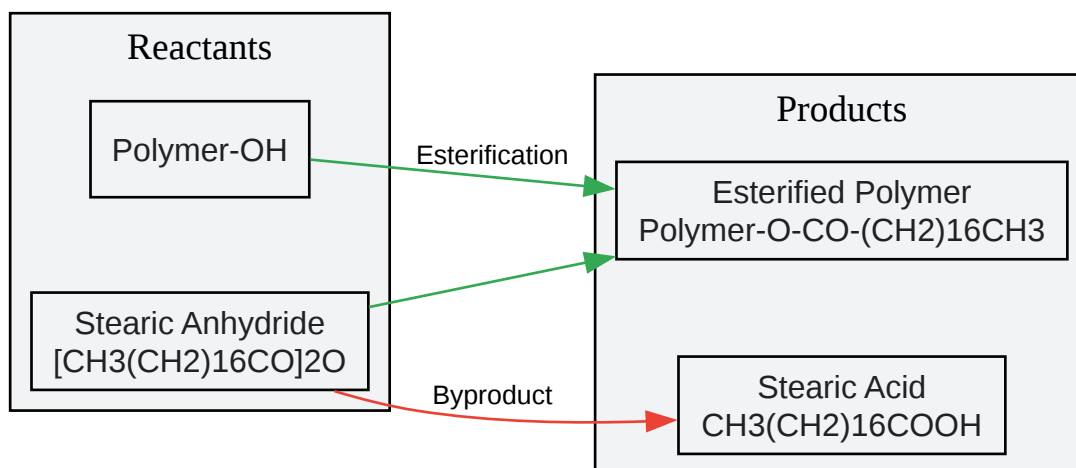 Reactants
Polymer-OH
Stearic Anhydride
[CH3(CH2)16CO]2O
Esterification
Byproduct
Products
Esterified Polymer
Polymer-O-CO-(CH2)16CH3
Stearic Acid
CH3(CH2)16COOH